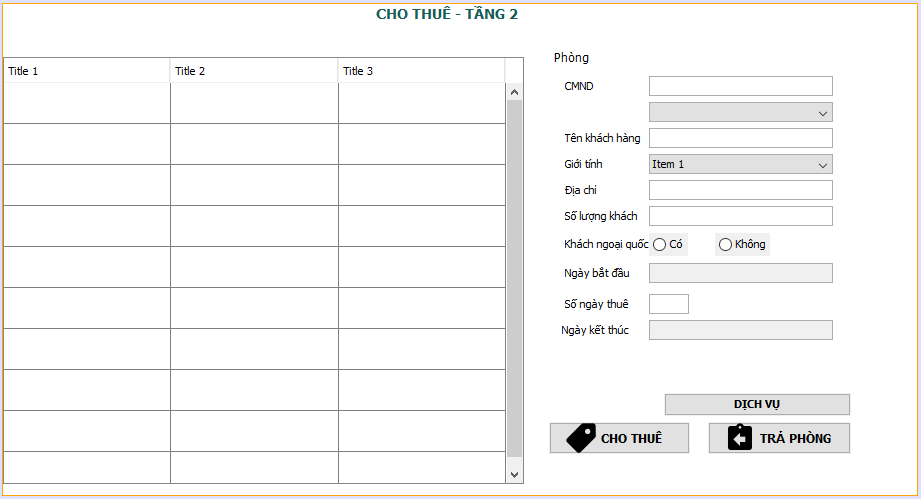 CHO THUÊ - TẦNG 2
Title 1 Title 2 Title 3
Phòng
CMND
Tên khách hàng
Giới tính Item 1
Địa chỉ
Số lượng khách
Khách ngoại quốc Có Không
Ngày bắt đầu
Số ngày thuê
Ngày kết thúc
DỊCH VỤ
CHO THUÊ TRẢ PHÒNG